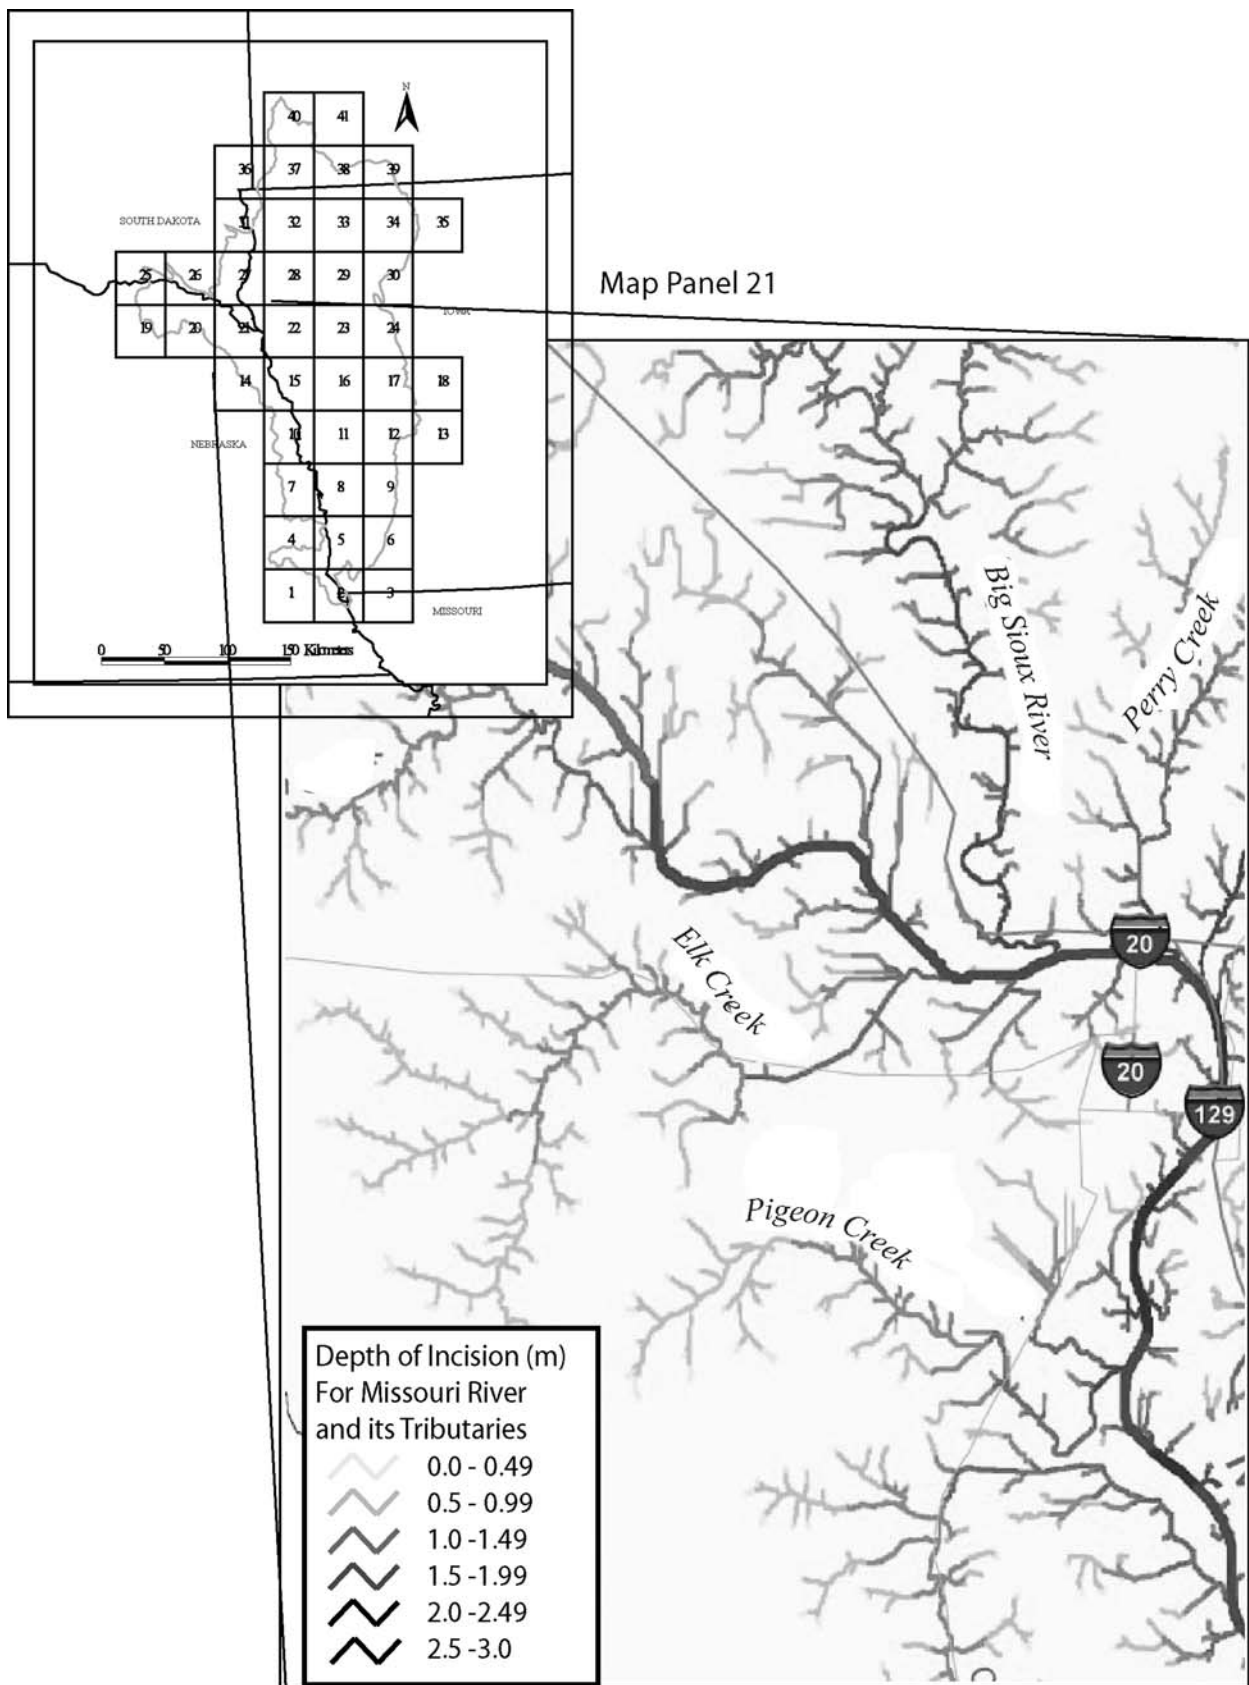 N
40 41
36 37 38 39
SOUTH DAKOTA
31 32 33 34 35
25 26 27 28 29 30
Map Panel 21
IOWA
19 20 21 22 23 24
14 15 16 17 18
NEBRASKA
10 11 12 13
7 8 9
4 5 6
1 2 3
MISSOURI
0 50 100 150 Kilometers
Big Sioux River
Perry Creek
Elk Creek
20
20
129
Pigeon Creek
Depth of Incision (m)
For Missouri River
and its Tributaries
0.0 - 0.49
0.5 - 0.99
1.0 -1.49
1.5 -1.99
2.0 -2.49
2.5 -3.0